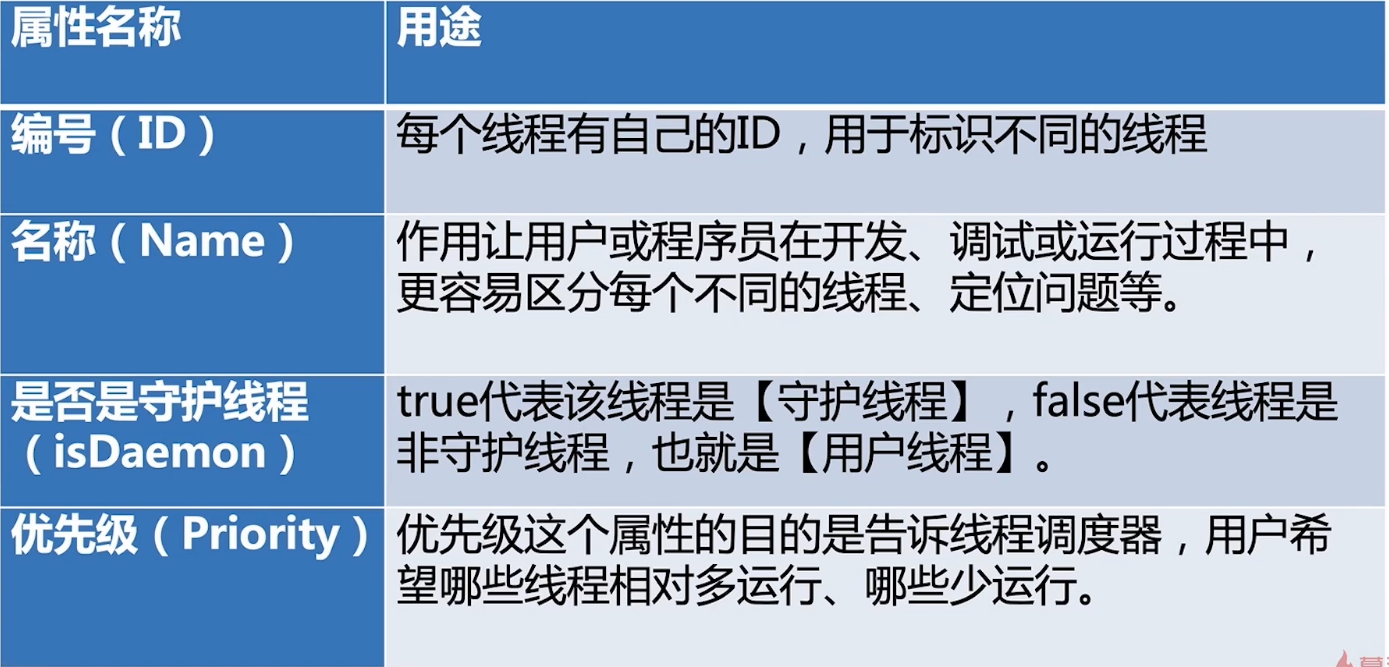 属性名称
用途
编号（ID）
每个线程有自己的ID，用于标识不同的线程
名称（Name）
作用让用户或程序员在开发、调试或运行过程中，
更容易区分每个不同的线程、定位问题等。
是否是守护线程
（isDaemon）
true代表该线程是【守护线程】，false代表线程是
非守护线程，也就是【用户线程】。
优先级（Priority）
优先级这个属性的目的是告诉线程调度器，用户希
望哪些线程相对多运行、哪些少运行。